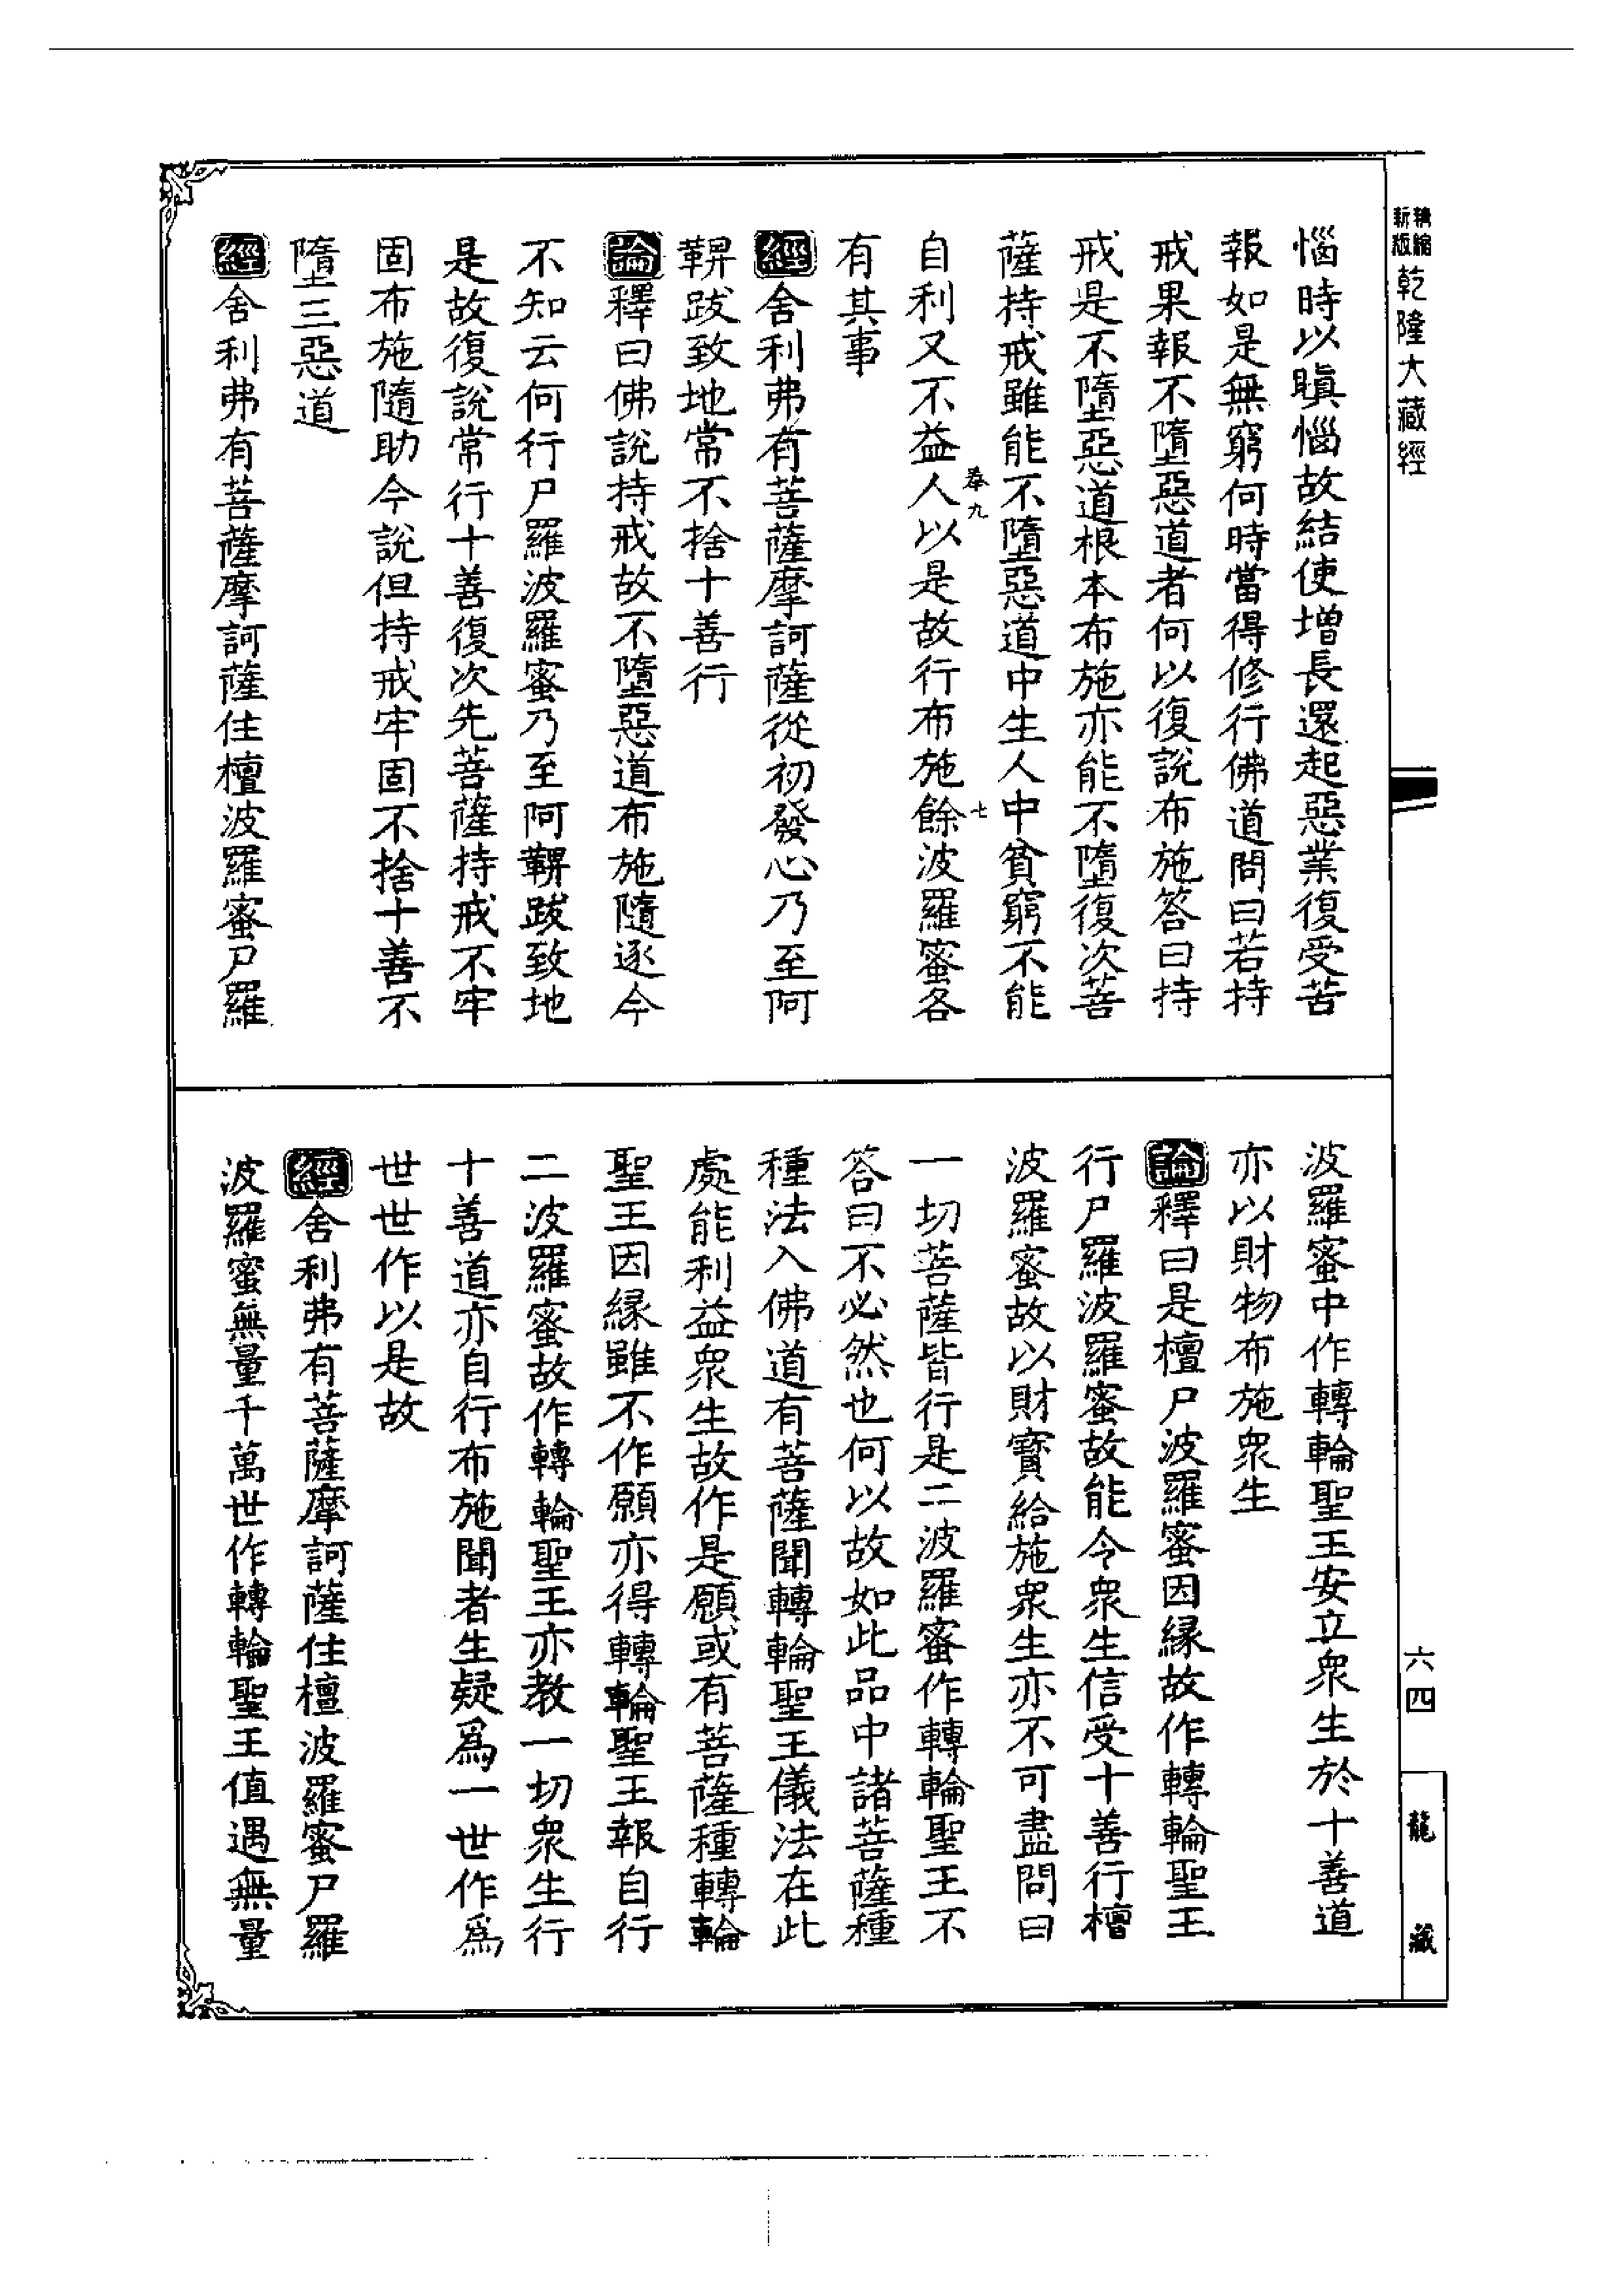 新版精縮乾隆大藏經
惱時以瞋惱故結使增長還起惡業復受苦
報如是無窮何時當得修行佛道問曰若持
戒果報不墮惡道者何以復說布施答曰持
戒是不墮惡道根本布施亦能不墮復次菩
薩持戒雖能不墮惡道中生人中貧窮不能
奉九 七
自利又不益人以是故行布施餘波羅蜜各
有其事
經舍利弗有菩薩摩訶薩從初發心乃至阿
鞞跋致地常不捨十善行
論釋曰佛說持戒故不墮惡道布施隨逐今
不知云何行尸羅波羅蜜乃至阿鞞跋致地
是故復說常行十善復次先菩薩持戒不牢
固布施隨助今說但持戒牢固不捨十善不
墮三惡道
經舍利弗有菩薩摩訶薩住檀波羅蜜尸羅
波羅蜜中作轉輪聖王安立眾生於十善道
亦以財物布施眾生
論釋曰是檀尸波羅蜜因緣故作轉輪聖王
行尸羅波羅蜜故能令眾生信受十善行檀
波羅蜜故以財寶給施眾生亦不可盡問曰
一切菩薩皆行是二波羅蜜作轉輪聖王不
答曰不必然也何以故如此品中諸菩薩種
種法入佛道有菩薩聞轉輪聖王儀法在此
處能利益眾生故作是願或有菩薩種轉輪
聖王因緣雖不作願亦得轉輪聖王報自行
二波羅蜜故作轉輪聖王亦教一切眾生行
十善道亦自行布施聞者生疑為一世作為
世世作以是故
經舍利弗有菩薩摩訶薩住檀波羅蜜尸羅
波羅蜜無量千萬世作轉輪聖王值遇無量
六四
龍藏